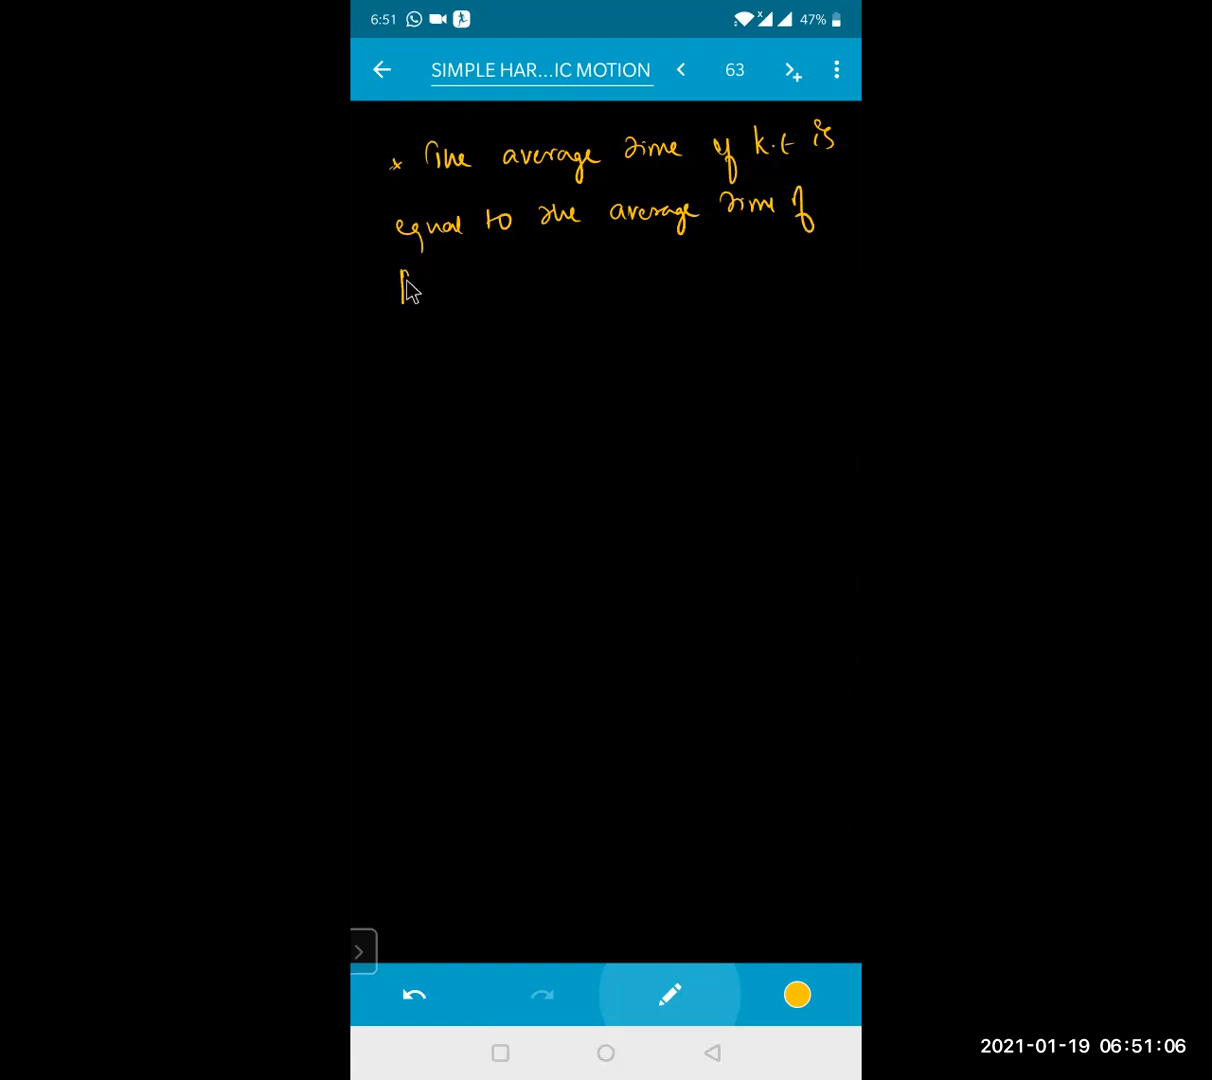 6:51 47%
SIMPLE HAR...IC MOTION 63
* The average time of k.E is
equal to the average time of
2021-01-19 06:51:06